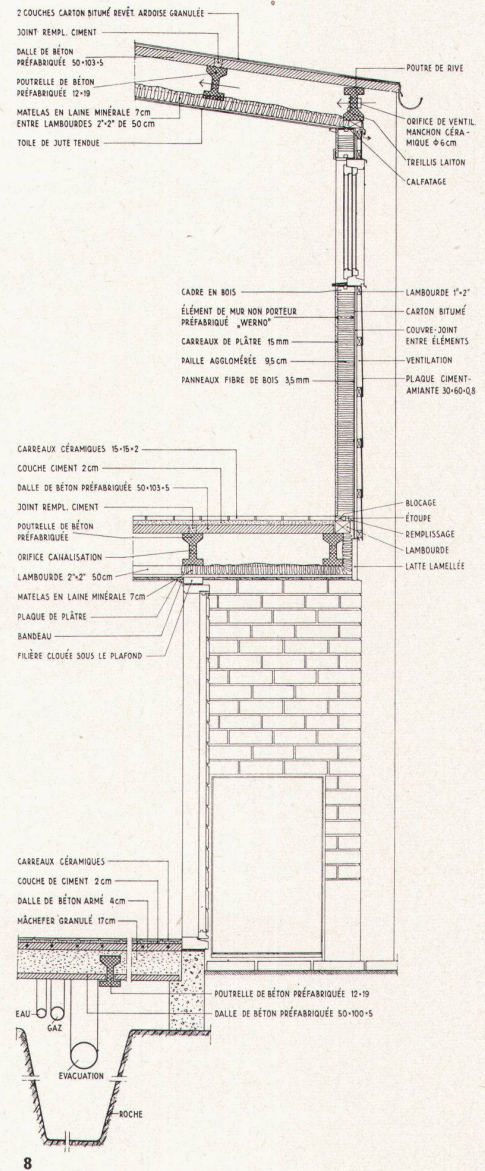 2 COUCHES CARTON BITUMÉ REVÊT. ARDOISE GRANULÉE
JOINT REMPL. CIMENT
DALLE DE BÉTON
PRÉFABRIQUÉE 50×103×5
POUTRELLE DE BÉTON
PRÉFABRIQUÉE 12×19
MATELAS EN LAINE MINÉRALE 7cm
ENTRE LAMBOURDES 2"×2" DE 50 cm
TOILE DE JUTE TENDUE
POUTRE DE RIVE
ORIFICE DE VENTIL.
MANCHON CÉRA-
MIQUE Φ 6cm
TREILLIS LAITON
CALFATAGE
CADRE EN BOIS
ÉLÉMENT DE MUR NON PORTEUR
PRÉFABRIQUÉ „WERNO"
CARREAUX DE PLÂTRE 15 mm
PAILLE AGGLOMÉRÉE 9,5 cm
PANNEAUX FIBRE DE BOIS 3,5 mm
LAMBOURDE 1"×2"
CARTON BITUMÉ
COUVRE-JOINT
ENTRE ÉLÉMENTS
VENTILATION
PLAQUE CIMENT-
AMIANTE 30×60×0,8
CARREAUX CÉRAMIQUES 15×15×2
COUCHE CIMENT 2 cm
DALLE DE BÉTON PRÉFABRIQUÉE 50×103×5
JOINT REMPL. CIMENT
POUTRELLE DE BÉTON
PRÉFABRIQUÉE
ORIFICE CANALISATION
LAMBOURDE 2"×2" 50cm
MATELAS EN LAINE MINÉRALE 7cm
PLAQUE DE PLÂTRE
BANDEAU
FILIÈRE CLOUÉE SOUS LE PLAFOND
BLOCAGE
ÉTOUPE
REMPLISSAGE
LAMBOURDE
LATTE LAMELLÉE
CARREAUX CÉRAMIQUES
COUCHE DE CIMENT 2 cm
DALLE DE BÉTON ARMÉ 4cm
MÂCHEFER GRANULÉ 17cm
POUTRELLE DE BÉTON PRÉFABRIQUÉE 12×19
DALLE DE BÉTON PRÉFABRIQUÉE 50×100×5
EAU
GAZ
EVACUATION
ROCHE
8